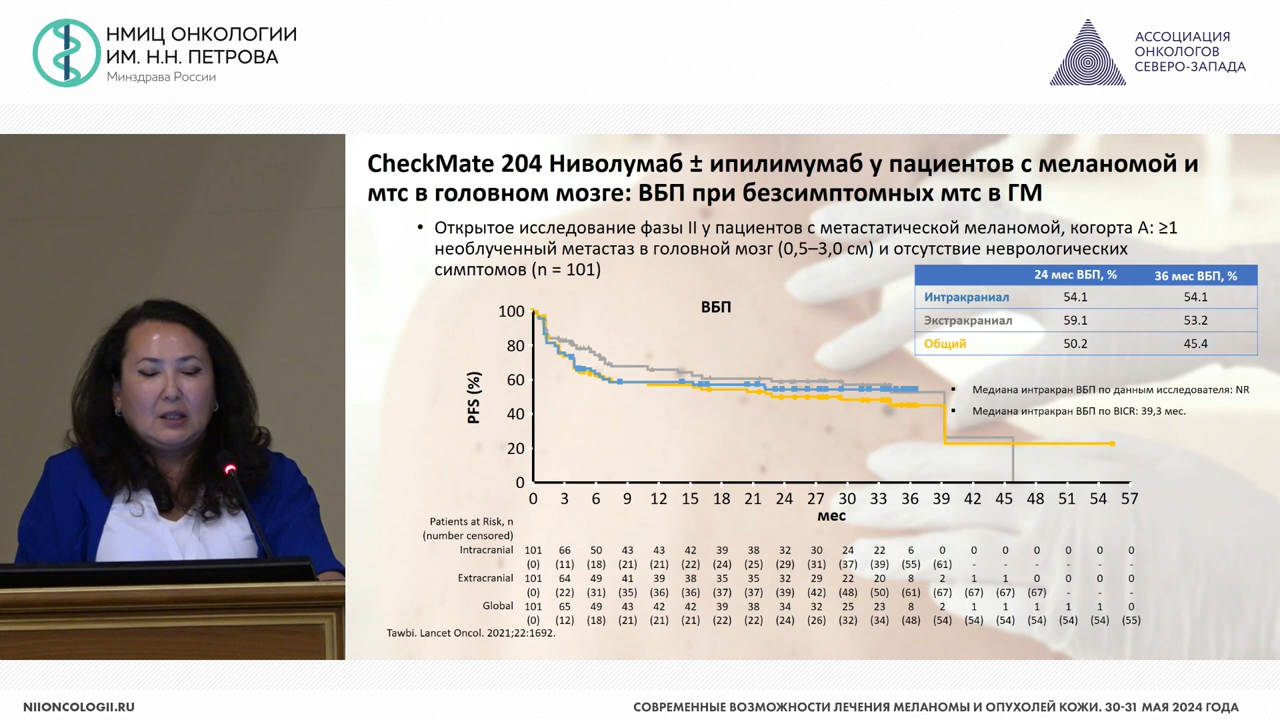 НМИЦ ОНКОЛОГИИ
ИМ. Н.Н. ПЕТРОВА
Минздрава России
АССОЦИАЦИЯ
ОНКОЛОГОВ
СЕВЕРО-ЗАПАДА
CheckMate 204 Ниволумаб ± ипилимумаб у пациентов с меланомой и
мтс в головном мозге: ВБП при безсимптомных мтс в ГМ
• Открытое исследование фазы II у пациентов с метастатической меланомой, когорта А: ≥1
необлученный метастаз в головной мозг (0,5–3,0 см) и отсутствие неврологических
симптомов (n = 101)
24 мес ВБП, % 36 мес ВБП, %
Интракраниал 54.1 54.1
Экстракраниал 59.1 53.2
Общий 50.2 45.4
ВБП
PFS (%)
100
80
60
40
20
0
0 3 6 9 12 15 18 21 24 27 30 33 36 39 42 45 48 51 54 57
мес
Медиана интракран ВБП по данным исследователя: NR
Медиана интракран ВБП по BICR: 39,3 мес.
Patients at Risk, n
(number censored)
Intracranial 101 66 50 43 43 42 39 38 32 30 24 22 6 0 0 0 0 0 0 0
(0) (11) (18) (21) (21) (22) (24) (25) (29) (31) (37) (39) (55) (61) - - - - - -
Extracranial 101 64 49 41 39 38 35 35 32 29 22 20 8 2 1 1 0 0 0 0
(0) (22) (31) (35) (36) (36) (37) (37) (39) (42) (48) (50) (61) (67) (67) (67) (67) - - -
Global 101 65 49 43 42 42 39 38 34 32 25 23 8 2 1 1 1 1 1 0
(0) (12) (18) (21) (21) (21) (22) (22) (24) (26) (32) (34) (48) (54) (54) (54) (54) (54) (54) (55)
Tawbi. Lancet Oncol. 2021;22:1692.
NIIONCOLOGII.RU
СОВРЕМЕННЫЕ ВОЗМОЖНОСТИ ЛЕЧЕНИЯ МЕЛАНОМЫ И ОПУХОЛЕЙ КОЖИ. 30-31 МАЯ 2024 ГОДА